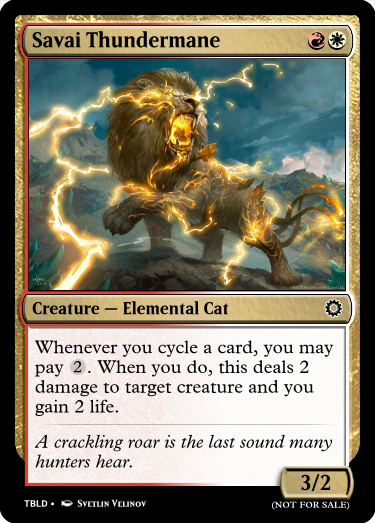 Savai Thundermane
Creature — Elemental Cat
Whenever you cycle a card, you may
pay 2. When you do, this deals 2
damage to target creature and you
gain 2 life.
A crackling roar is the last sound many
hunters hear.
3/2
TBLD • Svetlin Velinov
(NOT FOR SALE)